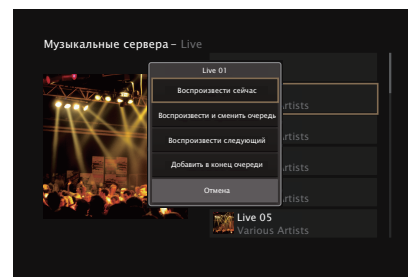 Музыкальные сервера – Live
Live 01
Воспроизвести сейчас
Воспроизвести и сменить очередь
Воспроизвести следующий
Добавить в конец очереди
Отмена
Artists
Artists
Artists
Artists
Live 05
Various Artists